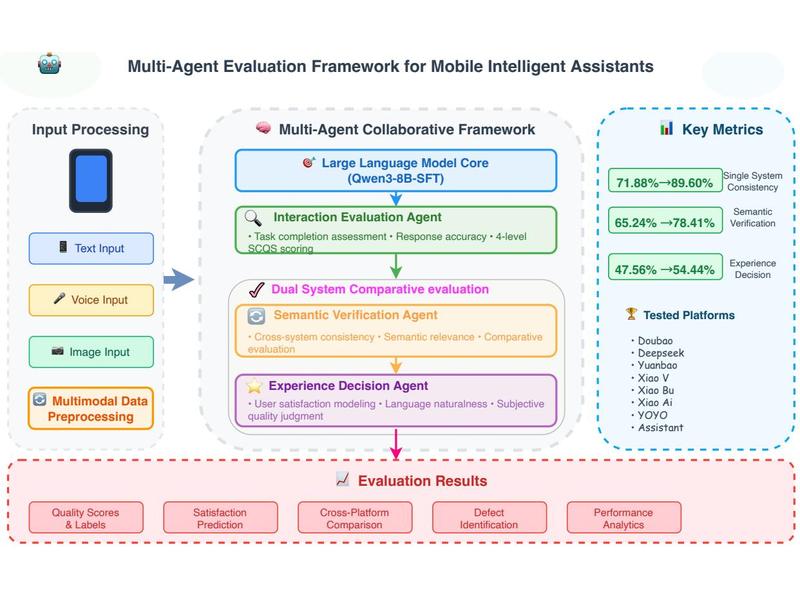 Multi-Agent Evaluation Framework for Mobile Intelligent Assistants
Input Processing
Text Input
Voice Input
Image Input
Multimodal Data
Preprocessing
Multi-Agent Collaborative Framework
Large Language Model Core
(Qwen3-8B-SFT)
Interaction Evaluation Agent
• Task completion assessment • Response accuracy • 4-level
SCQS scoring
Dual System Comparative evaluation
Semantic Verification Agent
• Cross-system consistency • Semantic relevance • Comparative
evaluation
Experience Decision Agent
• User satisfaction modeling • Language naturalness • Subjective
quality judgment
Key Metrics
71.88%→89.60%
Single System
Consistency
65.24%→78.41%
Semantic
Verification
47.56%→54.44%
Experience
Decision
Tested Platforms
• Doubao
• Deepseek
• Yuanbao
• Xiao V
• Xiao Bu
• Xiao Ai
• YOYO
• Assistant
Evaluation Results
Quality Scores
& Labels
Satisfaction
Prediction
Cross-Platform
Comparison
Defect
Identification
Performance
Analytics